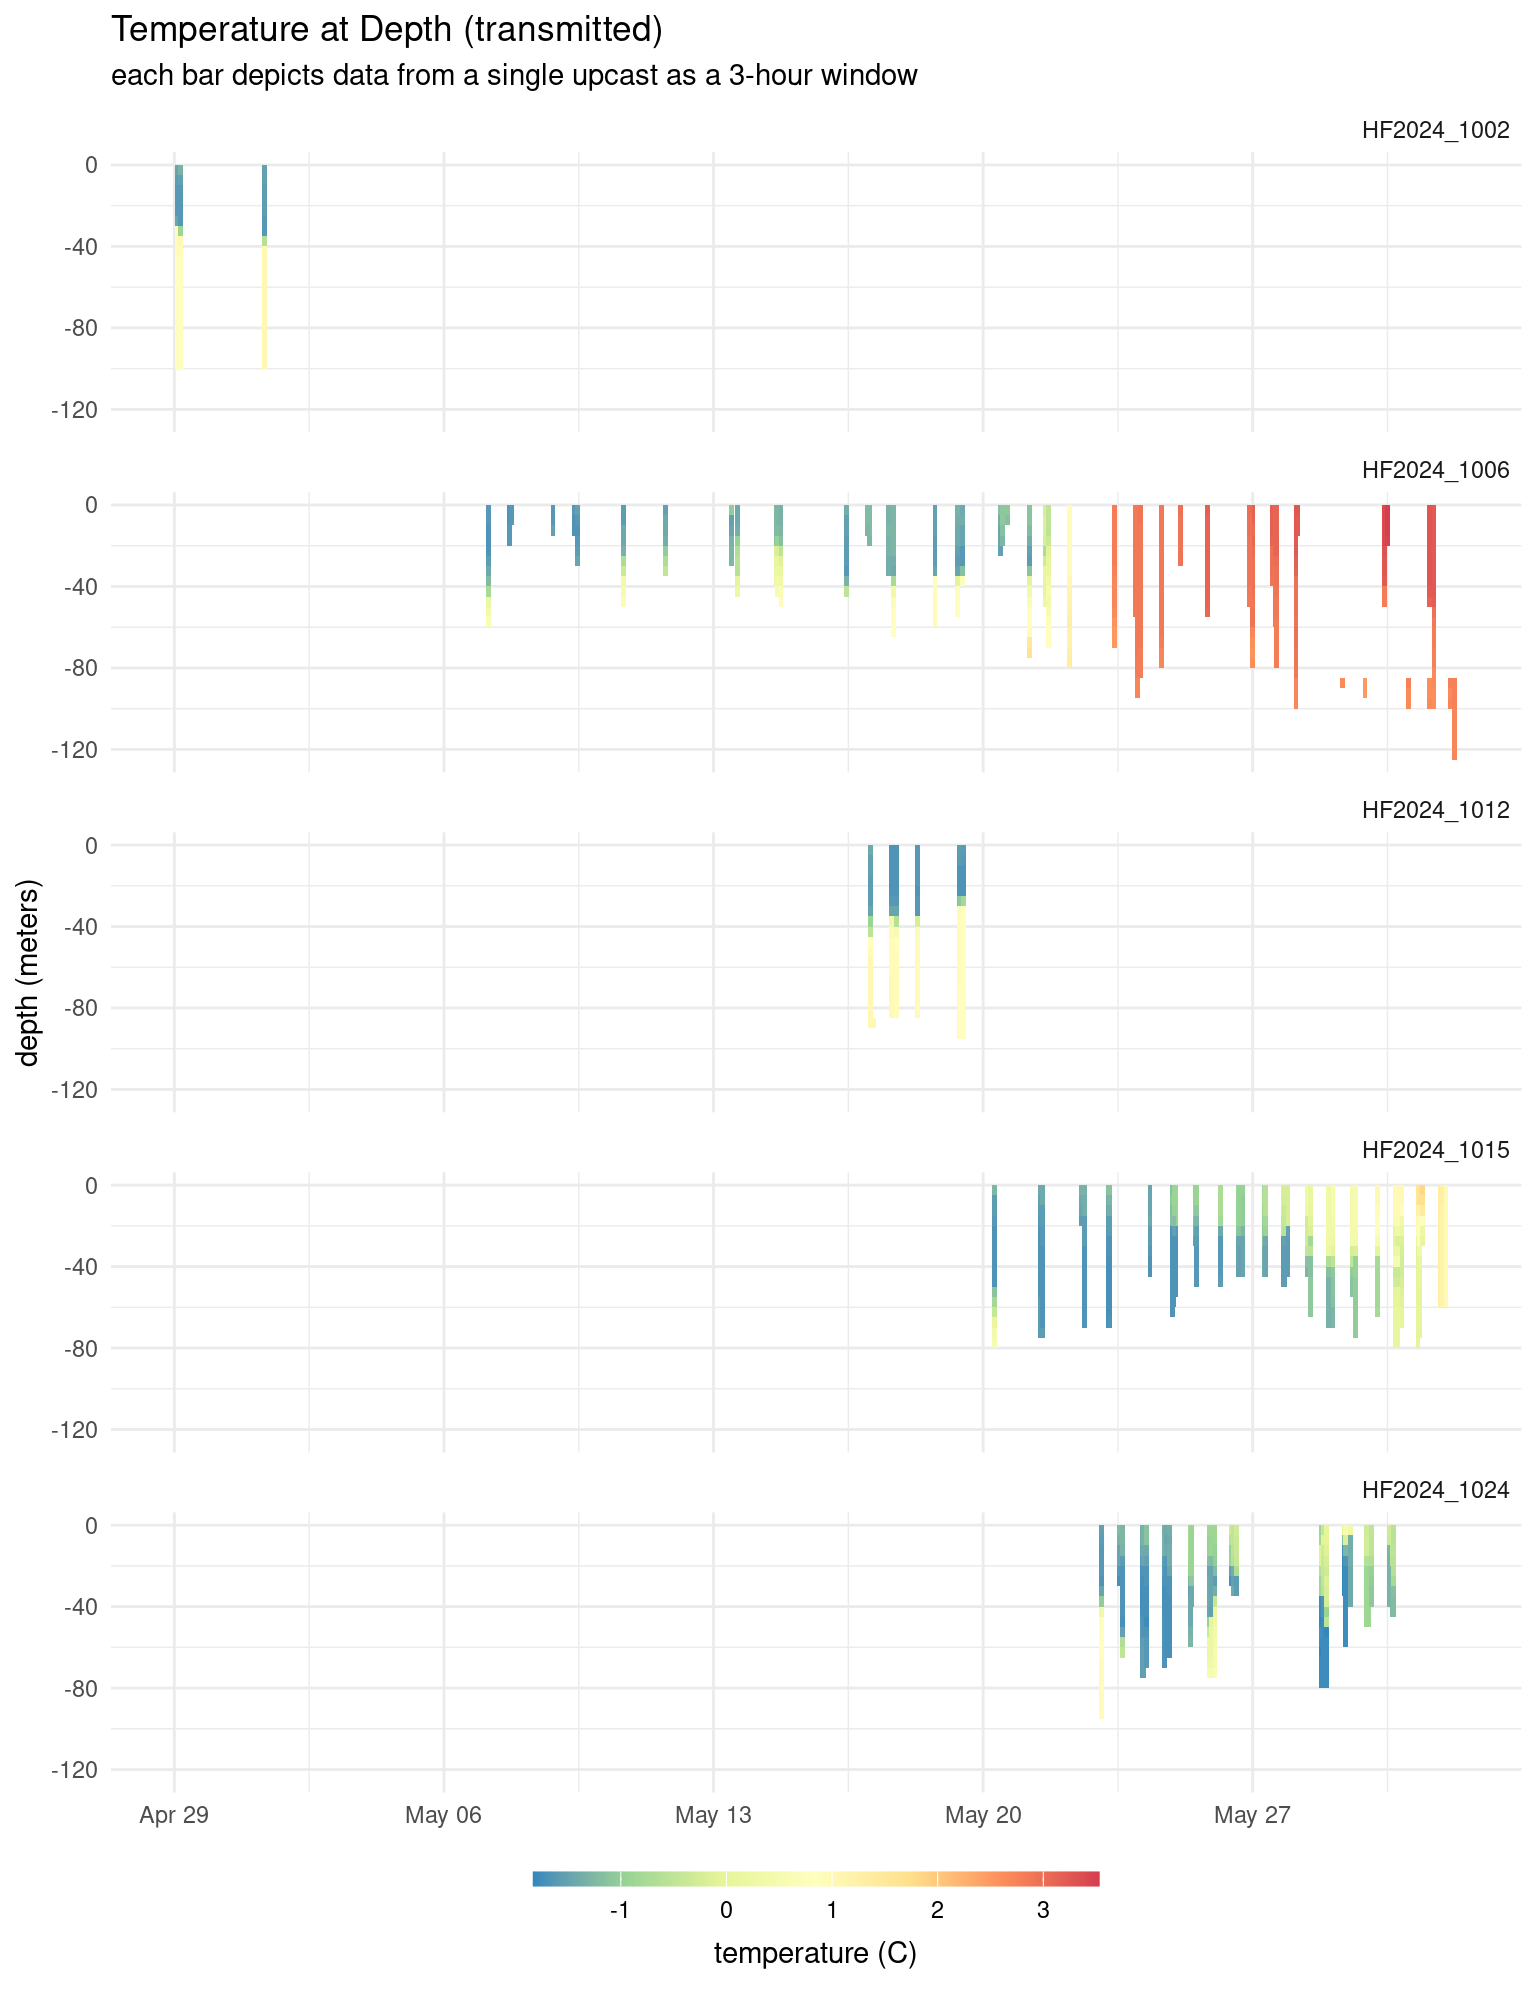 Temperature at Depth (transmitted)
each bar depicts data from a single upcast as a 3-hour window
HF2024_1002
0
-40
-80
-120
HF2024_1006
0
-40
-80
-120
HF2024_1012
0
-40
-80
-120
depth (meters)
HF2024_1015
0
-40
-80
-120
HF2024_1024
0
-40
-80
-120
Apr 29 May 06 May 13 May 20 May 27
-1 0 1 2 3
temperature (C)